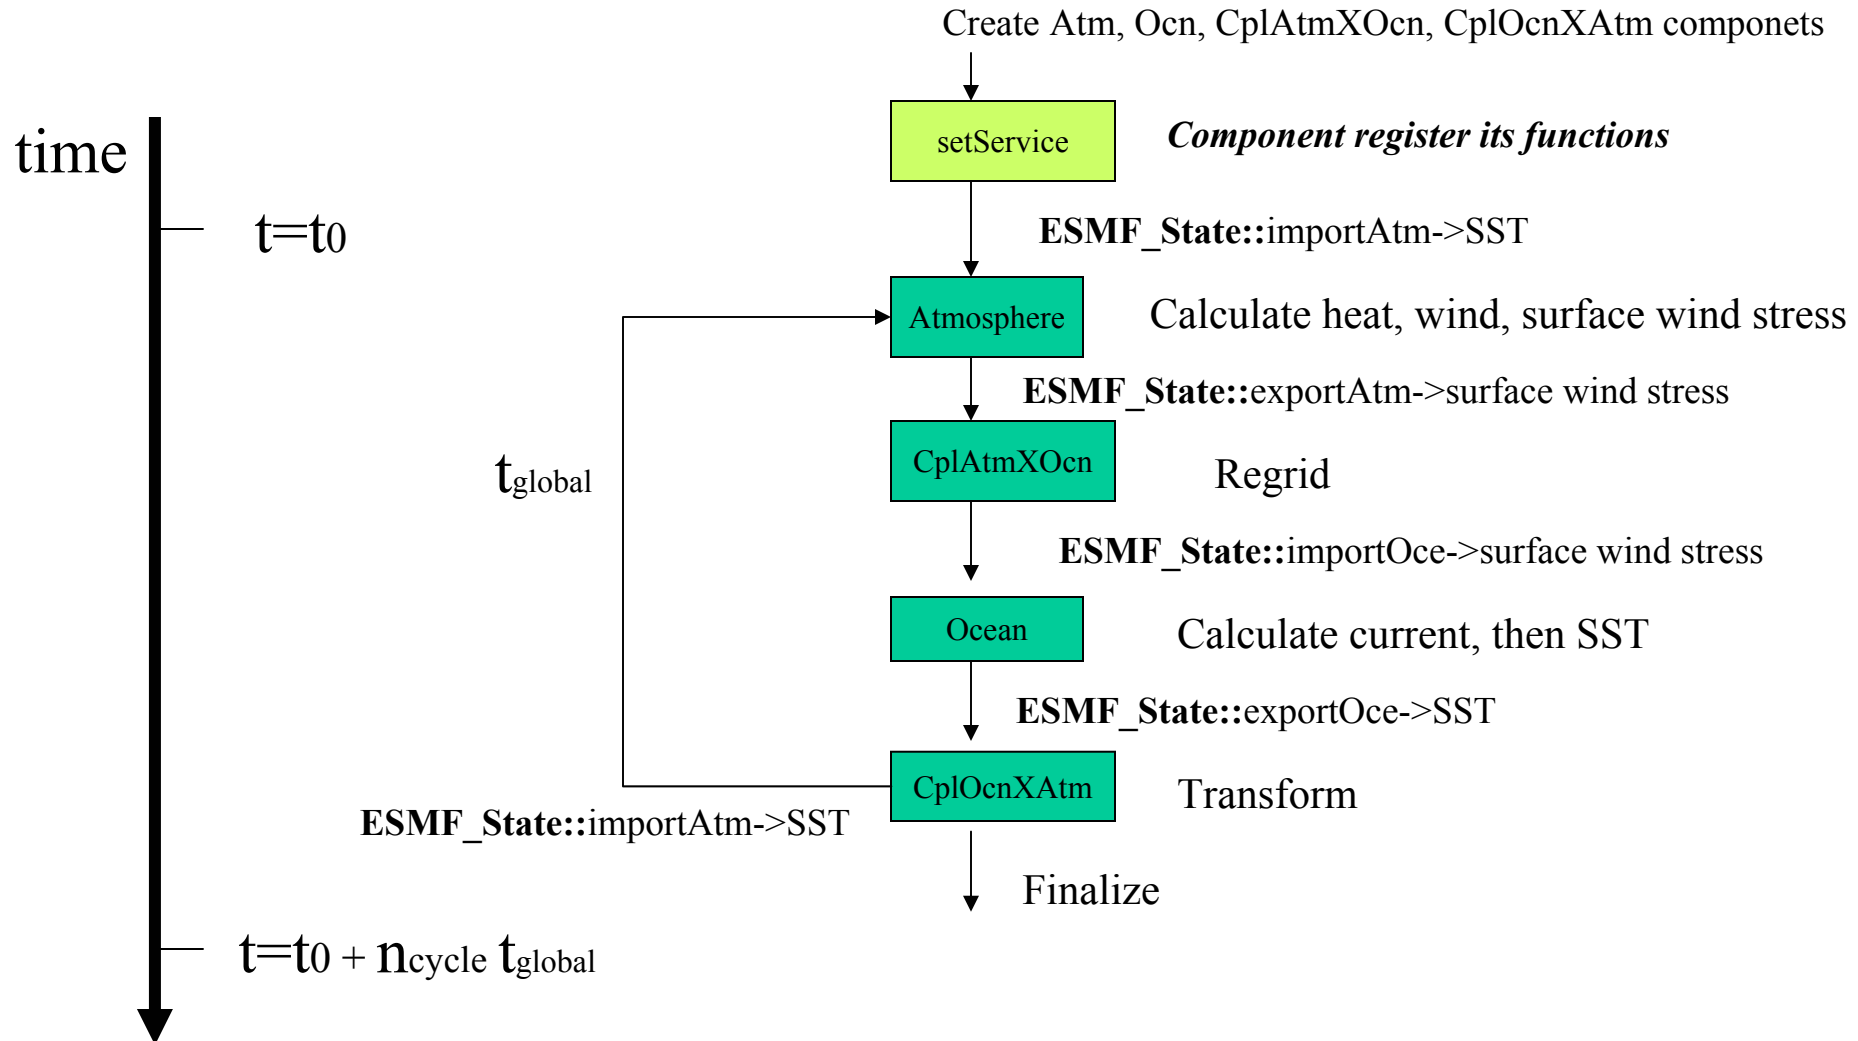 Create Atm, Ocn, CplAtmXOcn, CplOcnXAtm componets
time
setService
Component register its functions
t=t0
ESMF_State::importAtm->SST
Atmosphere
Calculate heat, wind, surface wind stress
ESMF_State::exportAtm->surface wind stress
tglobal
CplAtmXOcn
Regrid
ESMF_State::importOce->surface wind stress
Ocean
Calculate current, then SST
ESMF_State::exportOce->SST
CplOcnXAtm
Transform
ESMF_State::importAtm->SST
Finalize
t=t0 + ncycle tglobal